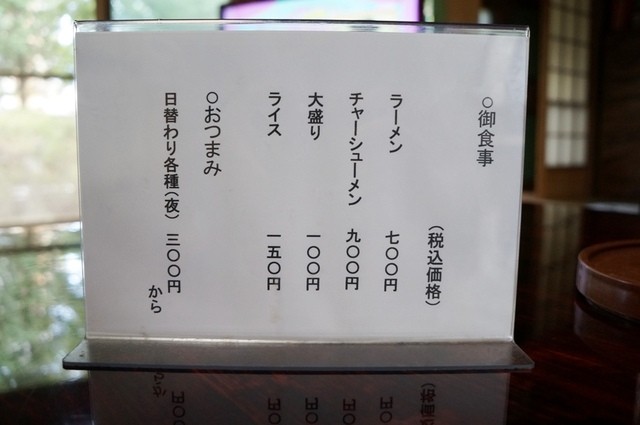 ○御食事
（税込価格）
ラーメン 七〇〇円
チャーシューメン 九〇〇円
大盛り 一〇〇円
ライス 一五〇円
○おつまみ
日替わり各種（夜） 三〇〇円
から